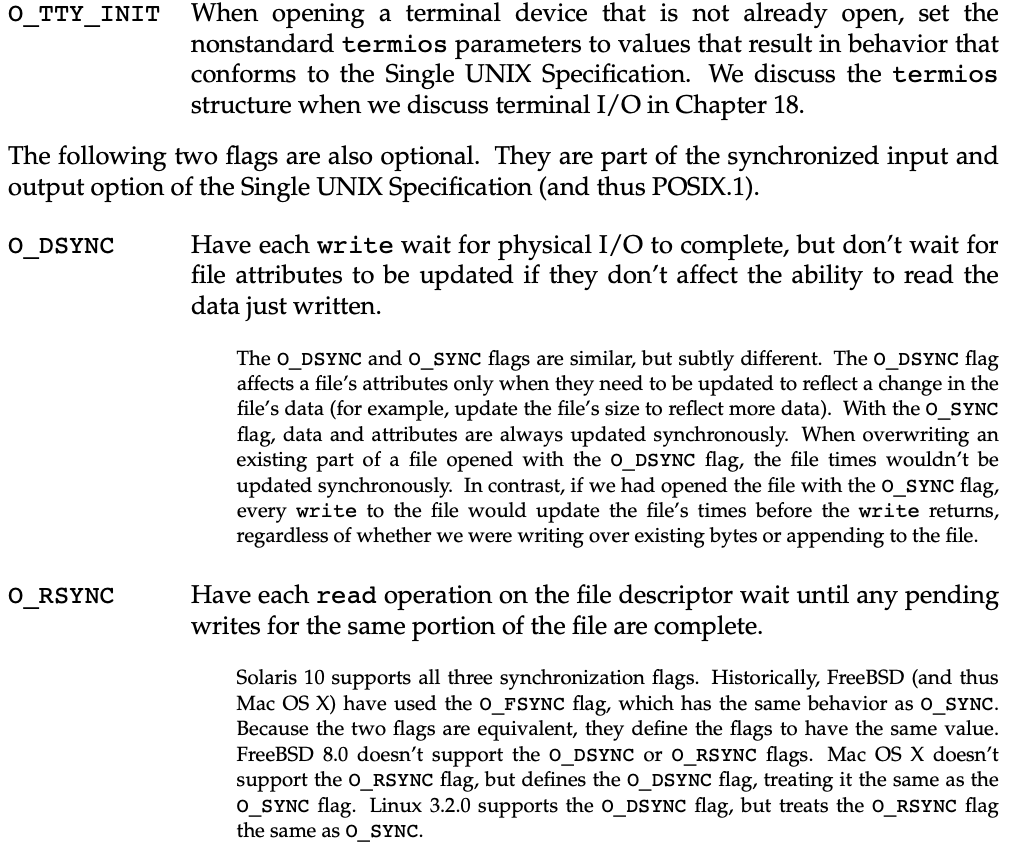 O_TTY_INIT When opening a terminal device that is not already open, set the
nonstandard termios parameters to values that result in behavior that
conforms to the Single UNIX Specification. We discuss the termios
structure when we discuss terminal I/O in Chapter 18.
The following two flags are also optional. They are part of the synchronized input and
output option of the Single UNIX Specification (and thus POSIX.1).
O_DSYNC Have each write wait for physical I/O to complete, but don’t wait for
file attributes to be updated if they don’t affect the ability to read the
data just written.
The O_DSYNC and O_SYNC flags are similar, but subtly different. The O_DSYNC flag
affects a file’s attributes only when they need to be updated to reflect a change in the
file’s data (for example, update the file’s size to reflect more data). With the O_SYNC
flag, data and attributes are always updated synchronously. When overwriting an
existing part of a file opened with the O_DSYNC flag, the file times wouldn’t be
updated synchronously. In contrast, if we had opened the file with the O_SYNC flag,
every write to the file would update the file’s times before the write returns,
regardless of whether we were writing over existing bytes or appending to the file.
O_RSYNC Have each read operation on the file descriptor wait until any pending
writes for the same portion of the file are complete.
Solaris 10 supports all three synchronization flags. Historically, FreeBSD (and thus
Mac OS X) have used the O_FSYNC flag, which has the same behavior as O_SYNC.
Because the two flags are equivalent, they define the flags to have the same value.
FreeBSD 8.0 doesn’t support the O_DSYNC or O_RSYNC flags. Mac OS X doesn’t
support the O_RSYNC flag, but defines the O_DSYNC flag, treating it the same as the
O_SYNC flag. Linux 3.2.0 supports the O_DSYNC flag, but treats the O_RSYNC flag
the same as O_SYNC.